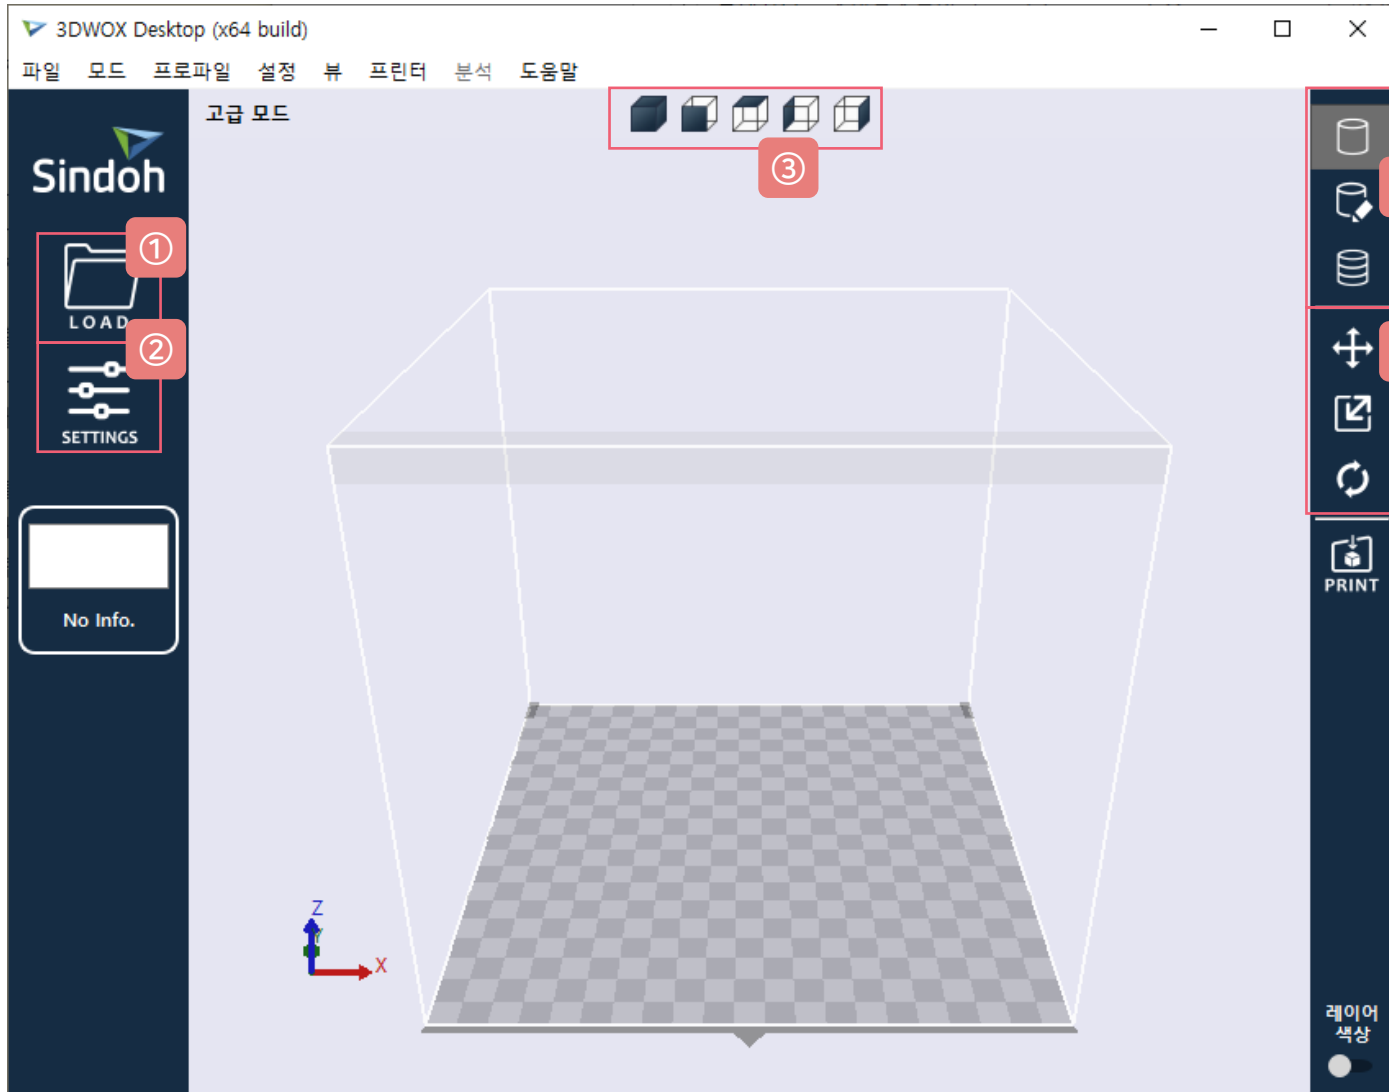 3DWOX Desktop (x64 build)
파일 모드 프로파일 설정 뷰 프린터 분석 도움말
고급 모드
③
Sindoh
①
LOAD
②
SETTINGS
No Info.
PRINT
Z
Y
X
레이어
색상